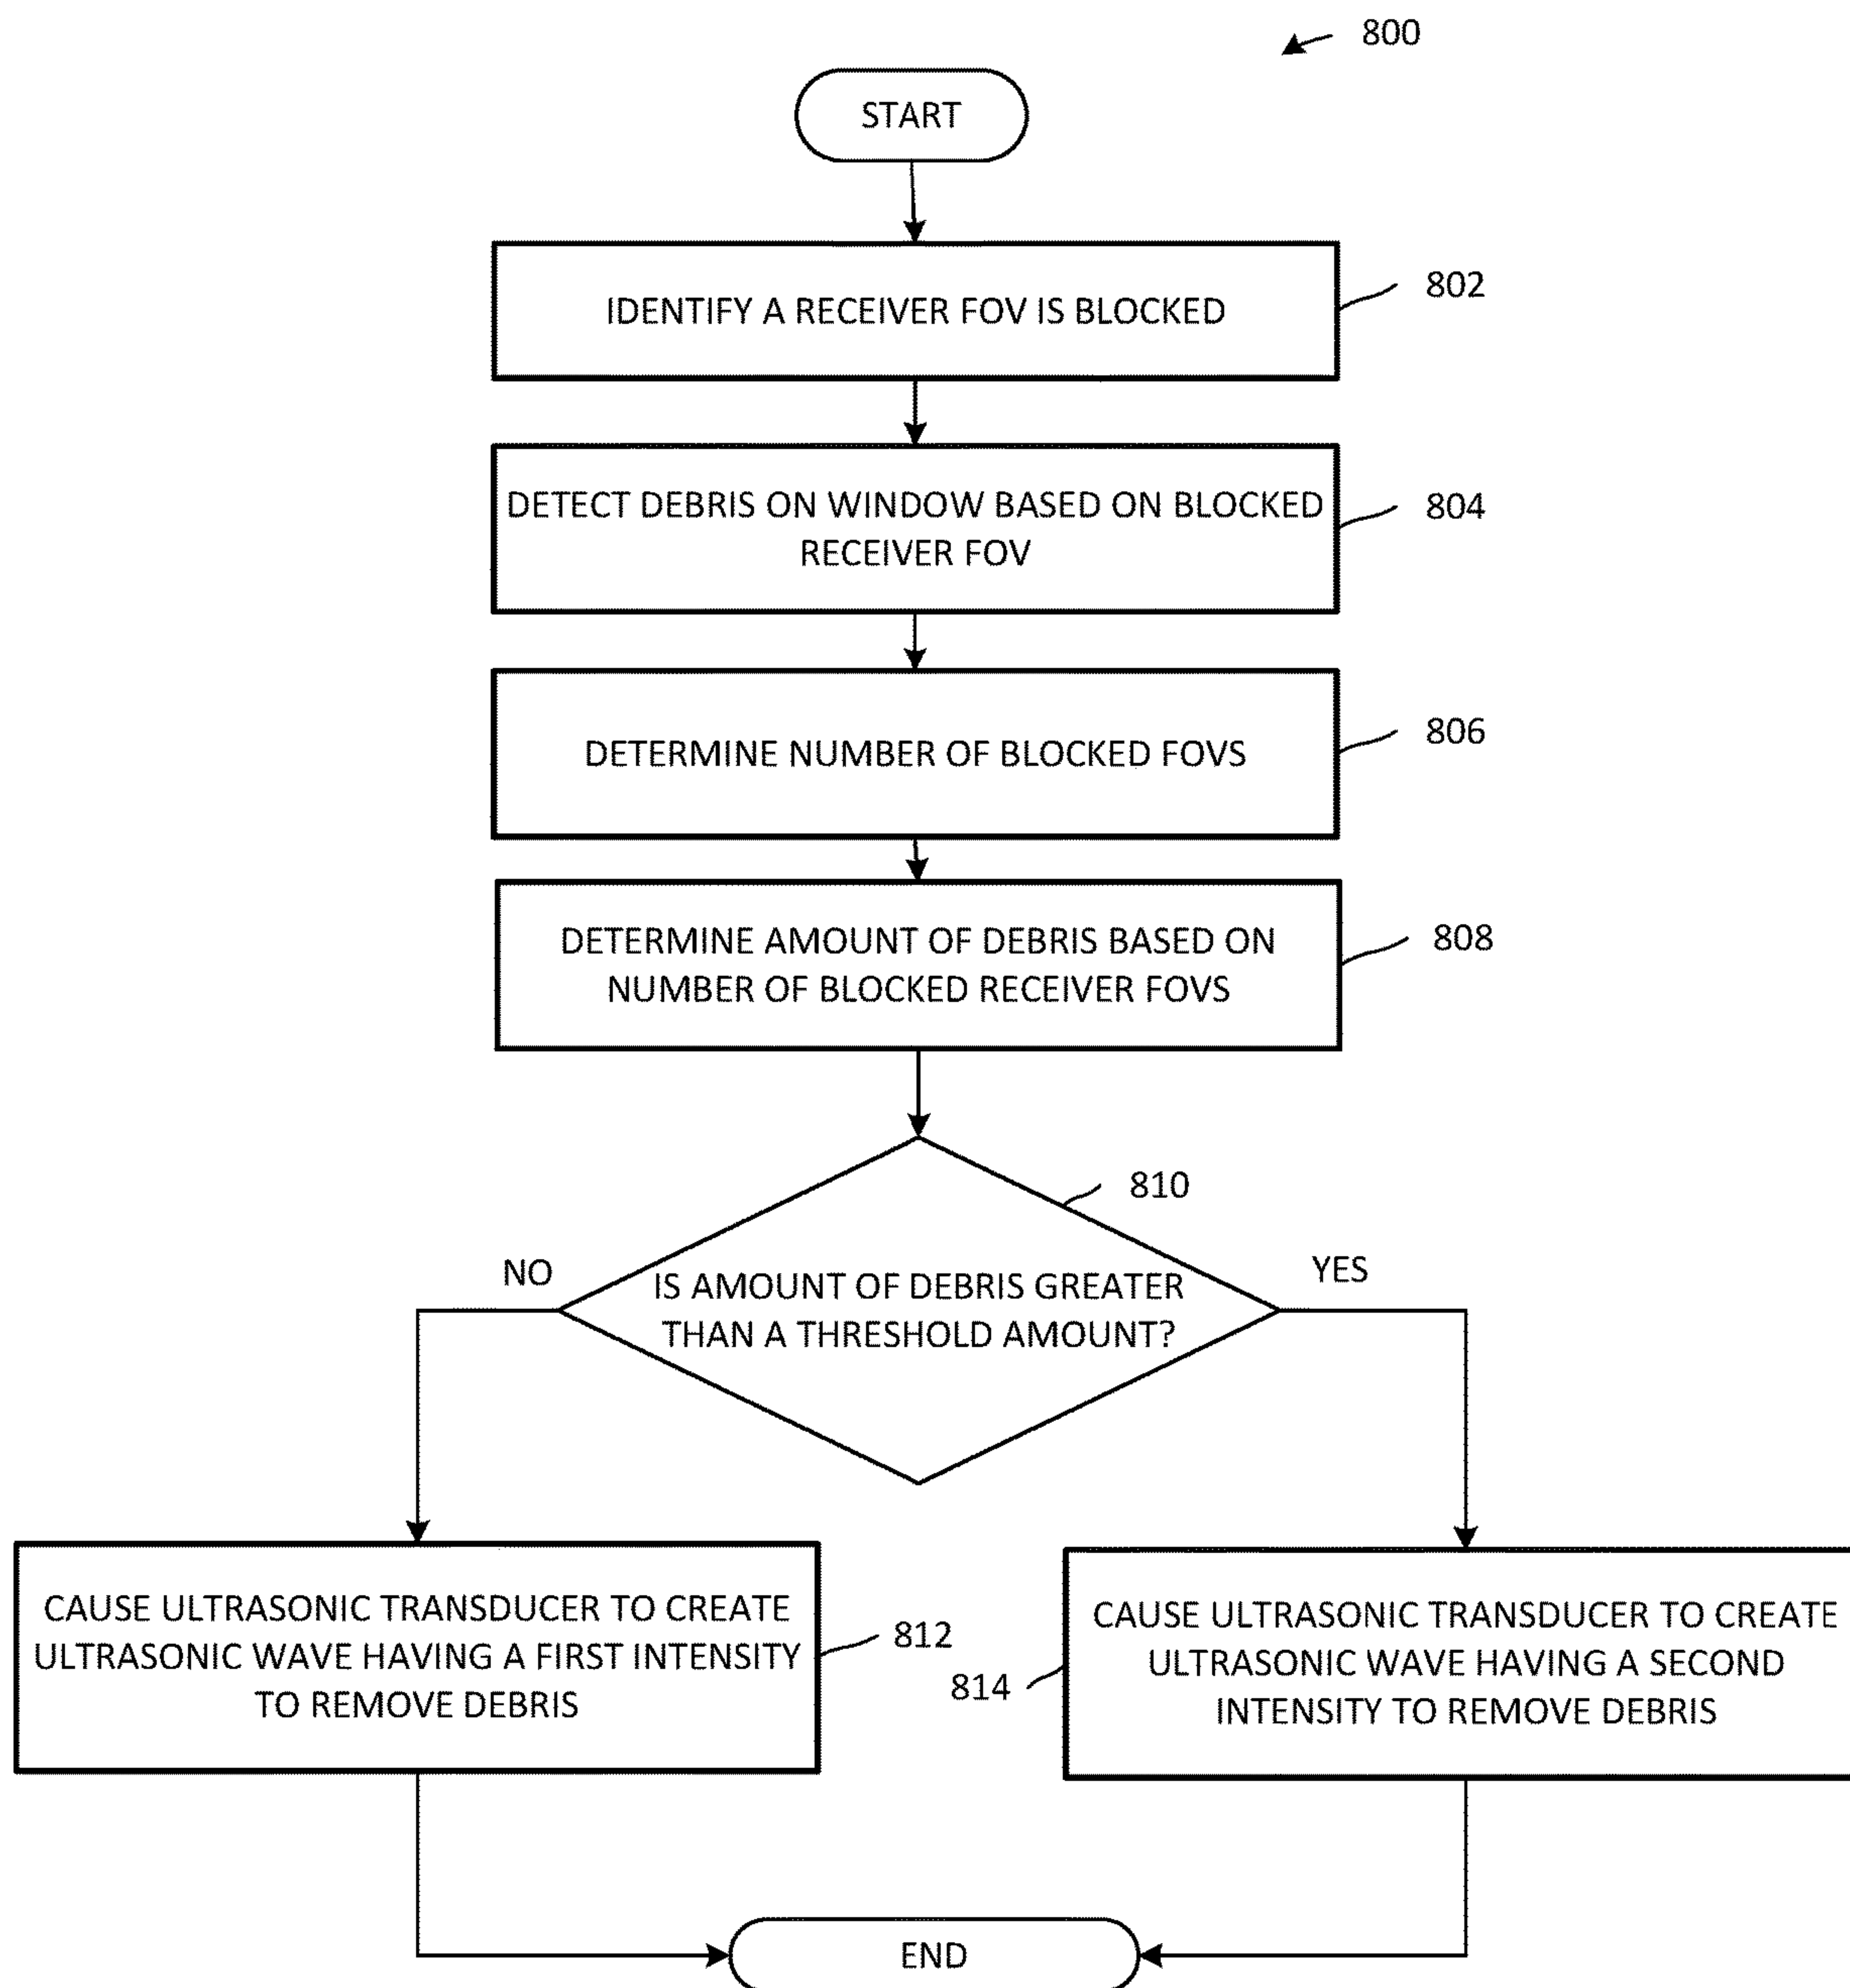 800
START
IDENTIFY A RECEIVER FOV IS BLOCKED
802
DETECT DEBRIS ON WINDOW BASED ON BLOCKED
RECEIVER FOV
804
DETERMINE NUMBER OF BLOCKED FOVS
806
DETERMINE AMOUNT OF DEBRIS BASED ON
NUMBER OF BLOCKED RECEIVER FOVS
808
810
NO
IS AMOUNT OF DEBRIS GREATER
THAN A THRESHOLD AMOUNT?
YES
CAUSE ULTRASONIC TRANSDUCER TO CREATE
ULTRASONIC WAVE HAVING A FIRST INTENSITY
TO REMOVE DEBRIS
812
CAUSE ULTRASONIC TRANSDUCER TO CREATE
ULTRASONIC WAVE HAVING A SECOND
INTENSITY TO REMOVE DEBRIS
814
END